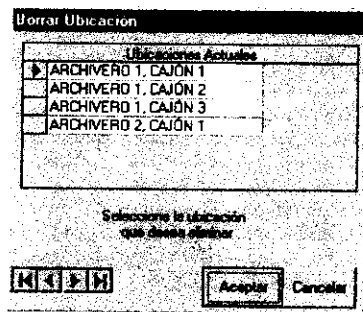 Borrar Ubicación
Ubicaciones Actuales
ARCHIVERO 1, CAJÓN 1
ARCHIVERO 1, CAJÓN 2
ARCHIVERO 1, CAJÓN 3
ARCHIVERO 2, CAJÓN 1
Seleccione la ubicación
que desea eliminar
Aceptar
Cancelar